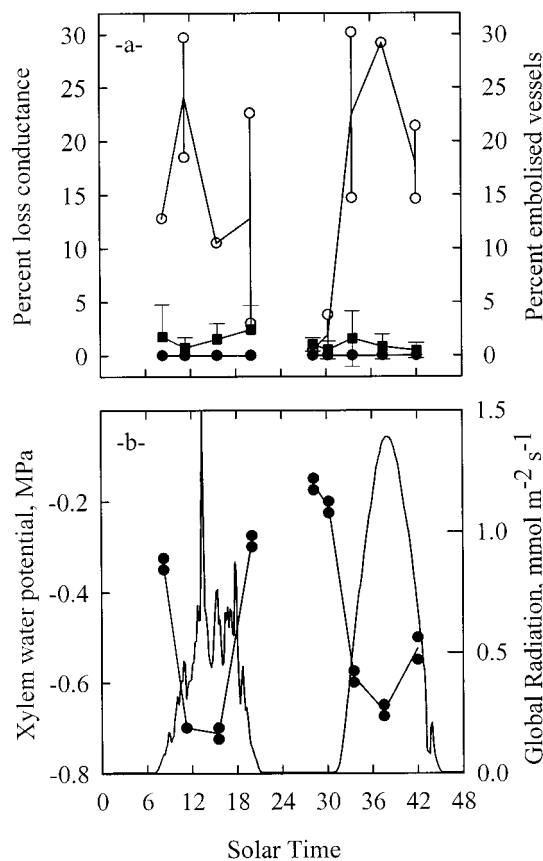 -a-
Percent loss conductance
30
25
20
15
10
5
0
Percent embolised vessels
30
25
20
15
10
5
0
-b-
Xylem water potential, MPa
-0.2
-0.4
-0.6
-0.8
Global Radiation, mmol m-2 s-1
1.5
1.0
0.5
0.0
0 6 12 18 24 30 36 42 48
Solar Time